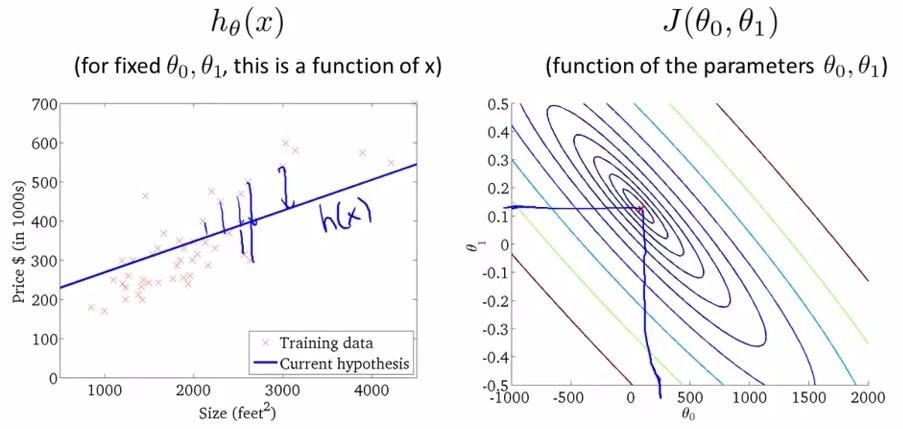 h_θ(x)
(for fixed θ₀, θ₁, this is a function of x)
700
600
500
400
300
200
100
0
Price $ (in 1000s)
h(x)
× Training data
Current hypothesis
1000 2000 3000 4000
Size (feet²)
J(θ₀, θ₁)
(function of the parameters θ₀, θ₁)
0.5
0.4
0.3
0.2
0.1
0
-0.1
-0.2
-0.3
-0.4
-0.5
θ₁
-1000 -500 0 500 1000 1500 2000
θ₀